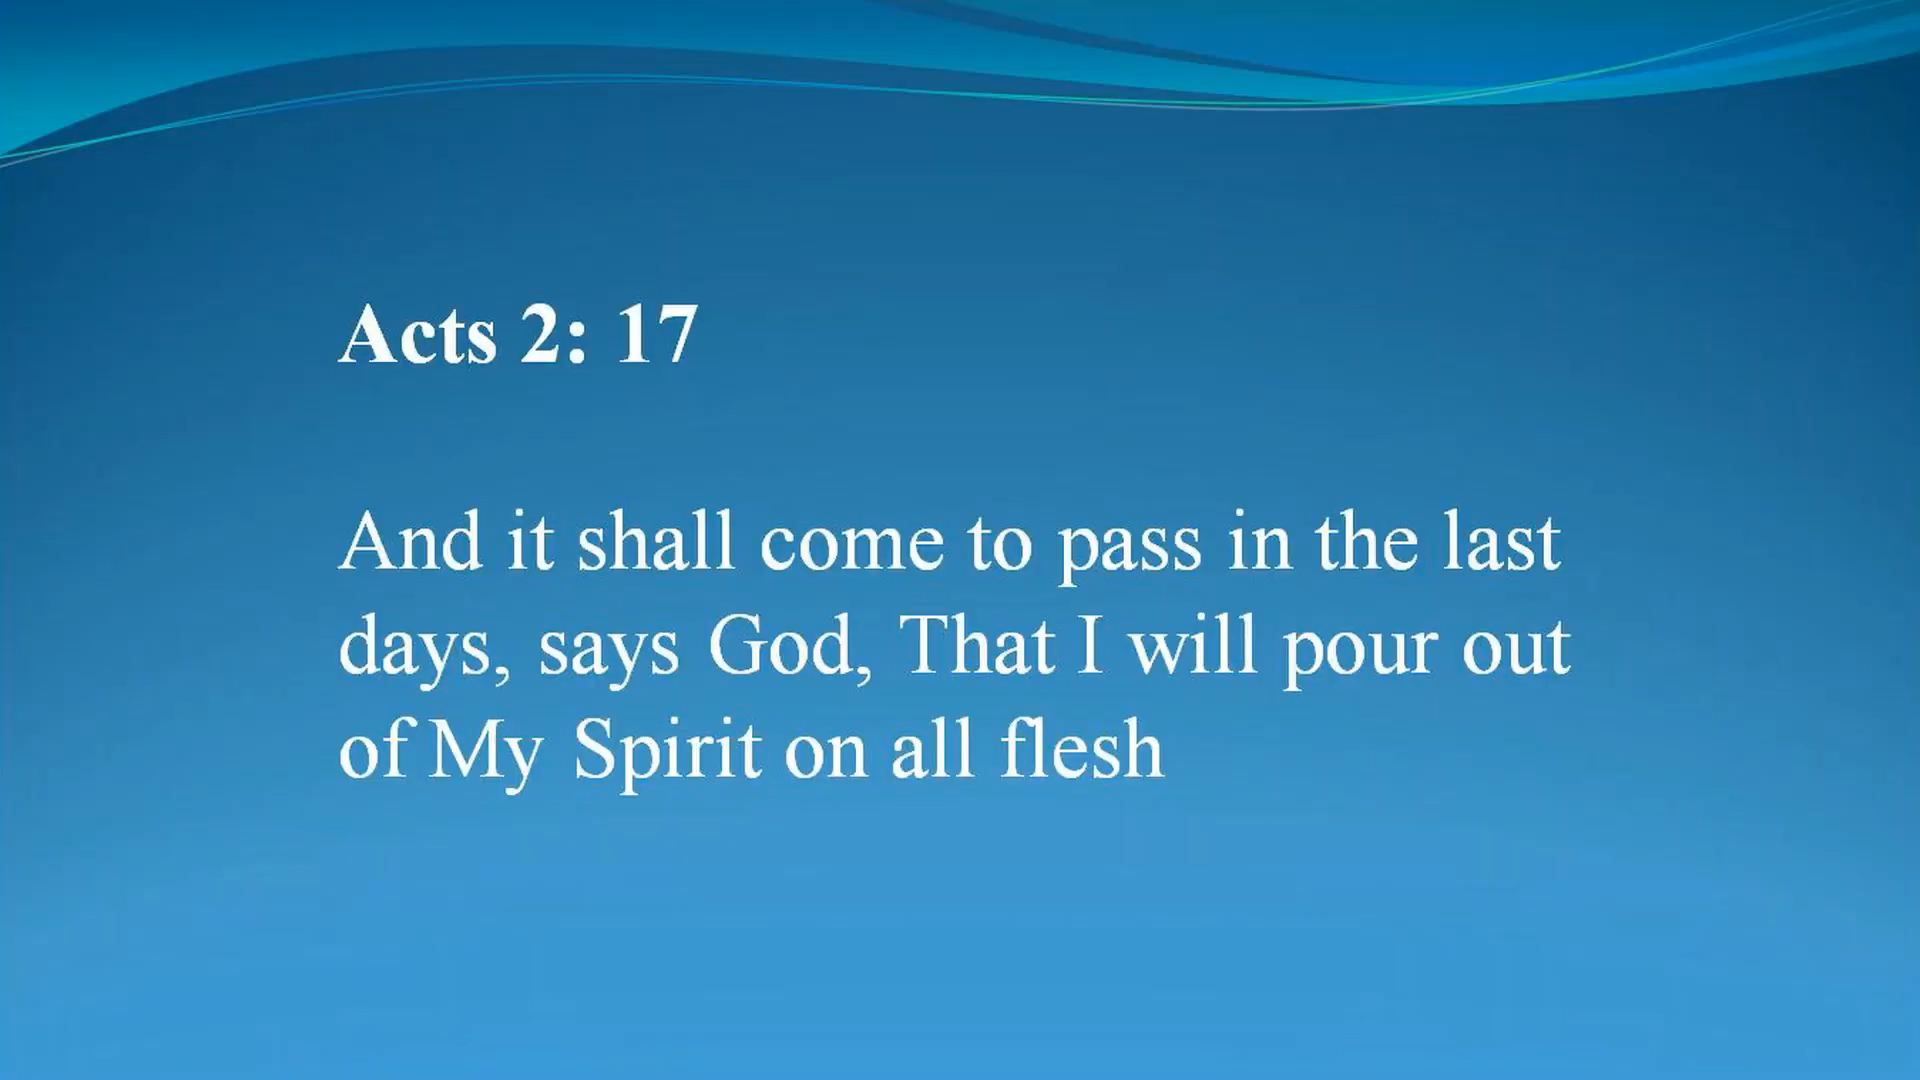 Acts 2: 17
And it shall come to pass in the last
days, says God, That I will pour out
of My Spirit on all flesh